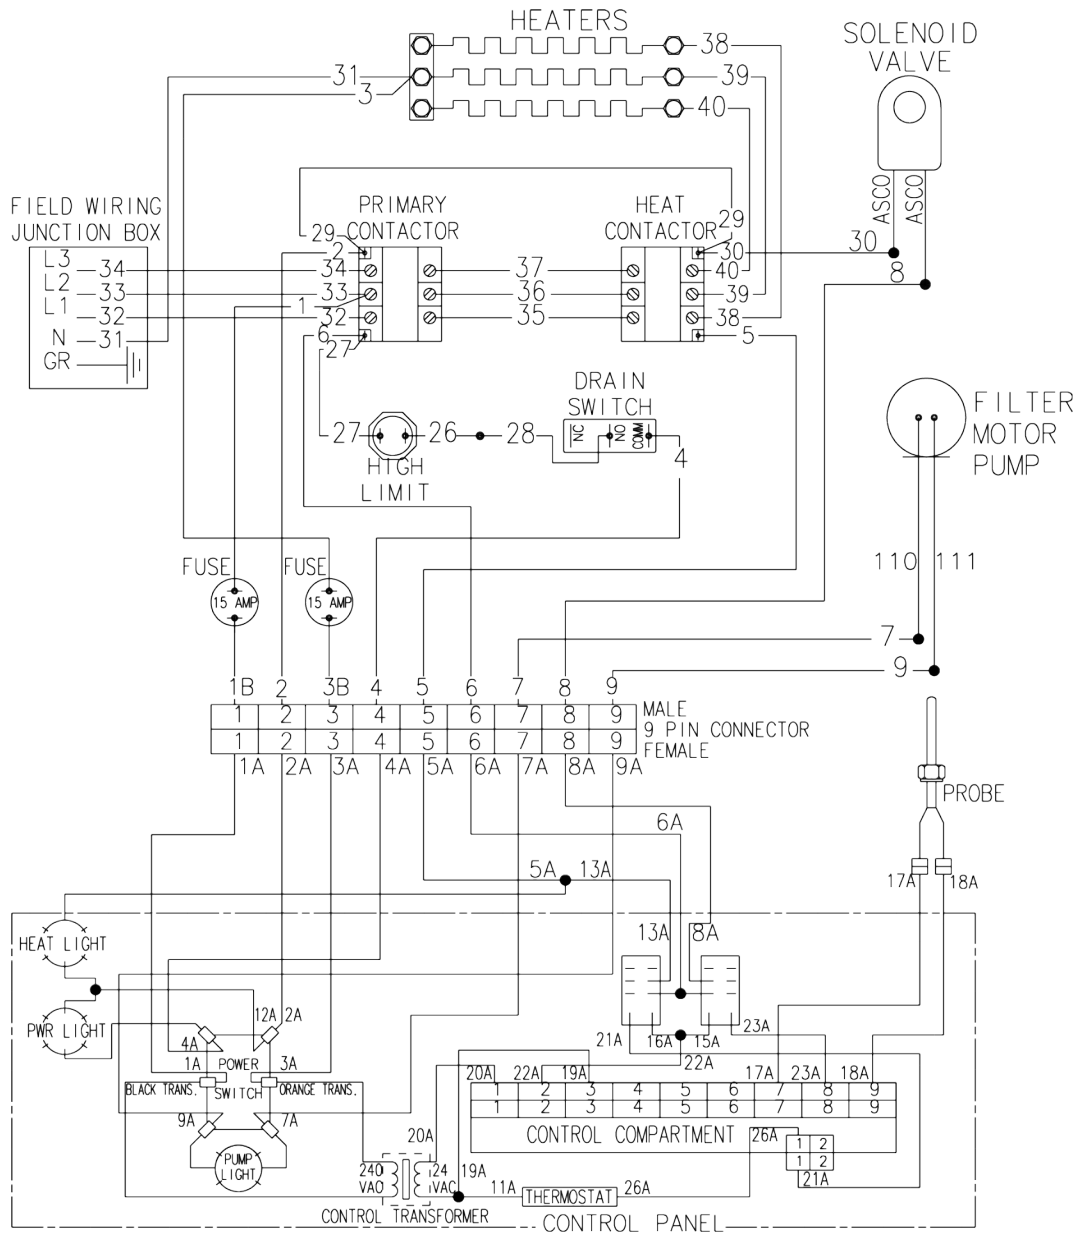 HEATERS
38
39
40
31
3
SOLENOID
VALVE
ASCO
ASCO
30
8
FIELD WIRING
JUNCTION BOX
L3
L2
L1
N
GR
34
33
32
31
PRIMARY
CONTACTOR
29
2
34
33
1
32
6
27
37
36
35
HEAT
CONTACTOR
29
30
40
39
38
5
DRAIN
SWITCH
NC
NO
COMM
4
27
26
28
HIGH
LIMIT
FILTER
MOTOR
PUMP
110
111
7
9
FUSE
15 AMP
FUSE
15 AMP
1B
2
3B
4
5
6
7
8
9
1 2 3 4 5 6 7 8 9
1 2 3 4 5 6 7 8 9
MALE
9 PIN CONNECTOR
FEMALE
1A
2A
3A
4A
5A
6A
7A
8A
9A
PROBE
17A
18A
6A
5A
13A
13A
8A
HEAT LIGHT
PWR LIGHT
12A
2A
4A
1A
3A
POWER
SWITCH
BLACK TRANS.
ORANGE TRANS.
9A
7A
PUMP
LIGHT
21A
16A
15A
23A
22A
20A
22A
19A
17A
23A
18A
1 2 3 4 5 6 7 8 9
1 2 3 4 5 6 7 8 9
CONTROL COMPARTMENT
26A
1 2
1 2
21A
20A
240
VAC
24
VAC
19A
11A
THERMOSTAT
26A
CONTROL TRANSFORMER
CONTROL PANEL